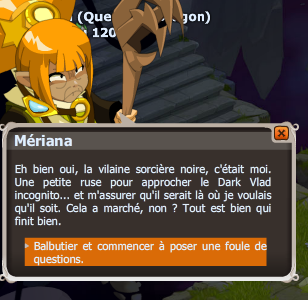 (Que
gon)
120
Mériana
Eh bien oui, la vilaine sorcière noire, c'était moi.
Une petite ruse pour approcher le Dark Vlad
incognito... et m'assurer qu'il serait là où je voulais
qu'il soit. Cela a marché, non ? Tout est bien qui
finit bien.
Balbutier et commencer à poser une foule de
questions.